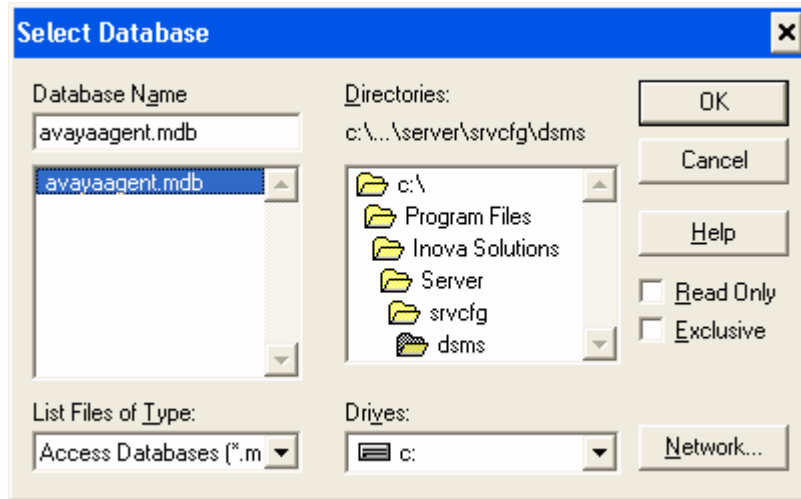 Select Database
Database Name
avayaagent.mdb
avayaagent.mdb
List Files of Type:
Access Databases (*.m
Directories:
c:\...\server\srvcfg\dsms
c:\
Program Files
Inova Solutions
Server
srvcfg
dsms
Drives:
c:
OK
Cancel
Help
Read Only
Exclusive
Network...